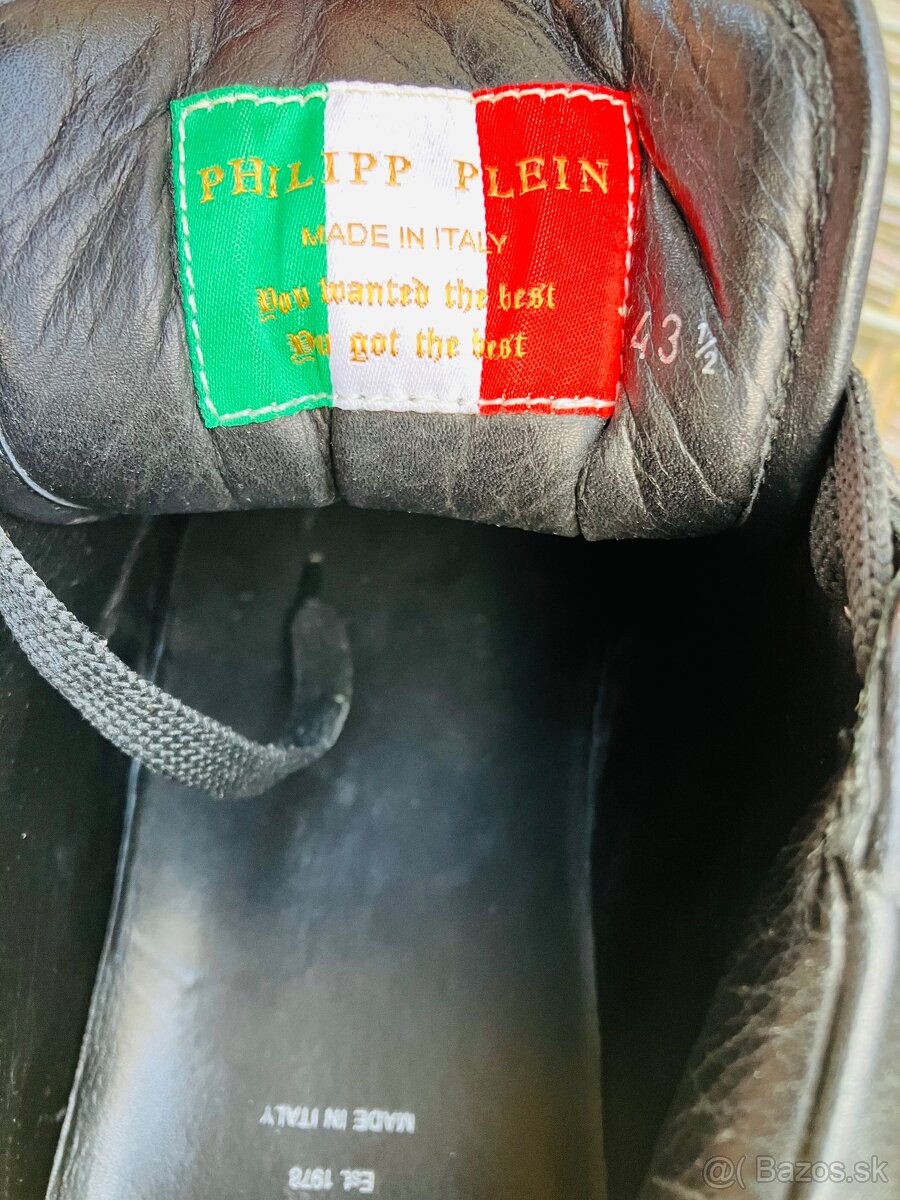 PHILIPP PLEIN
MADE IN ITALY
You wanted the best
You got the best
43 ½
MADE IN ITALY
Est. 1978
@( Bazos.sk